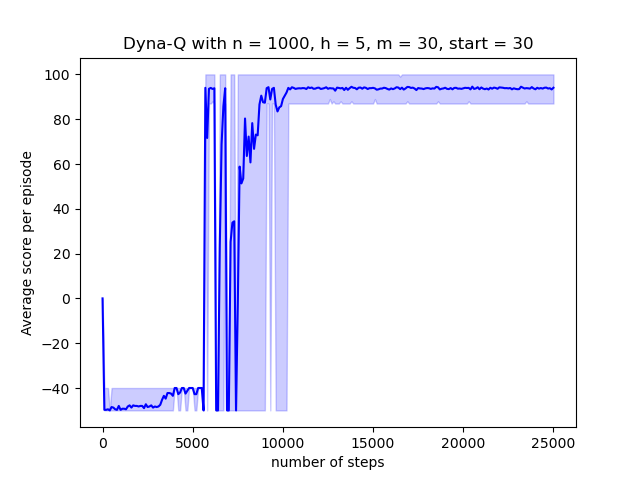 Dyna-Q with n = 1000, h = 5, m = 30, start = 30
Average score per episode
100
80
60
40
20
0
−20
−40
0 5000 10000 15000 20000 25000
number of steps